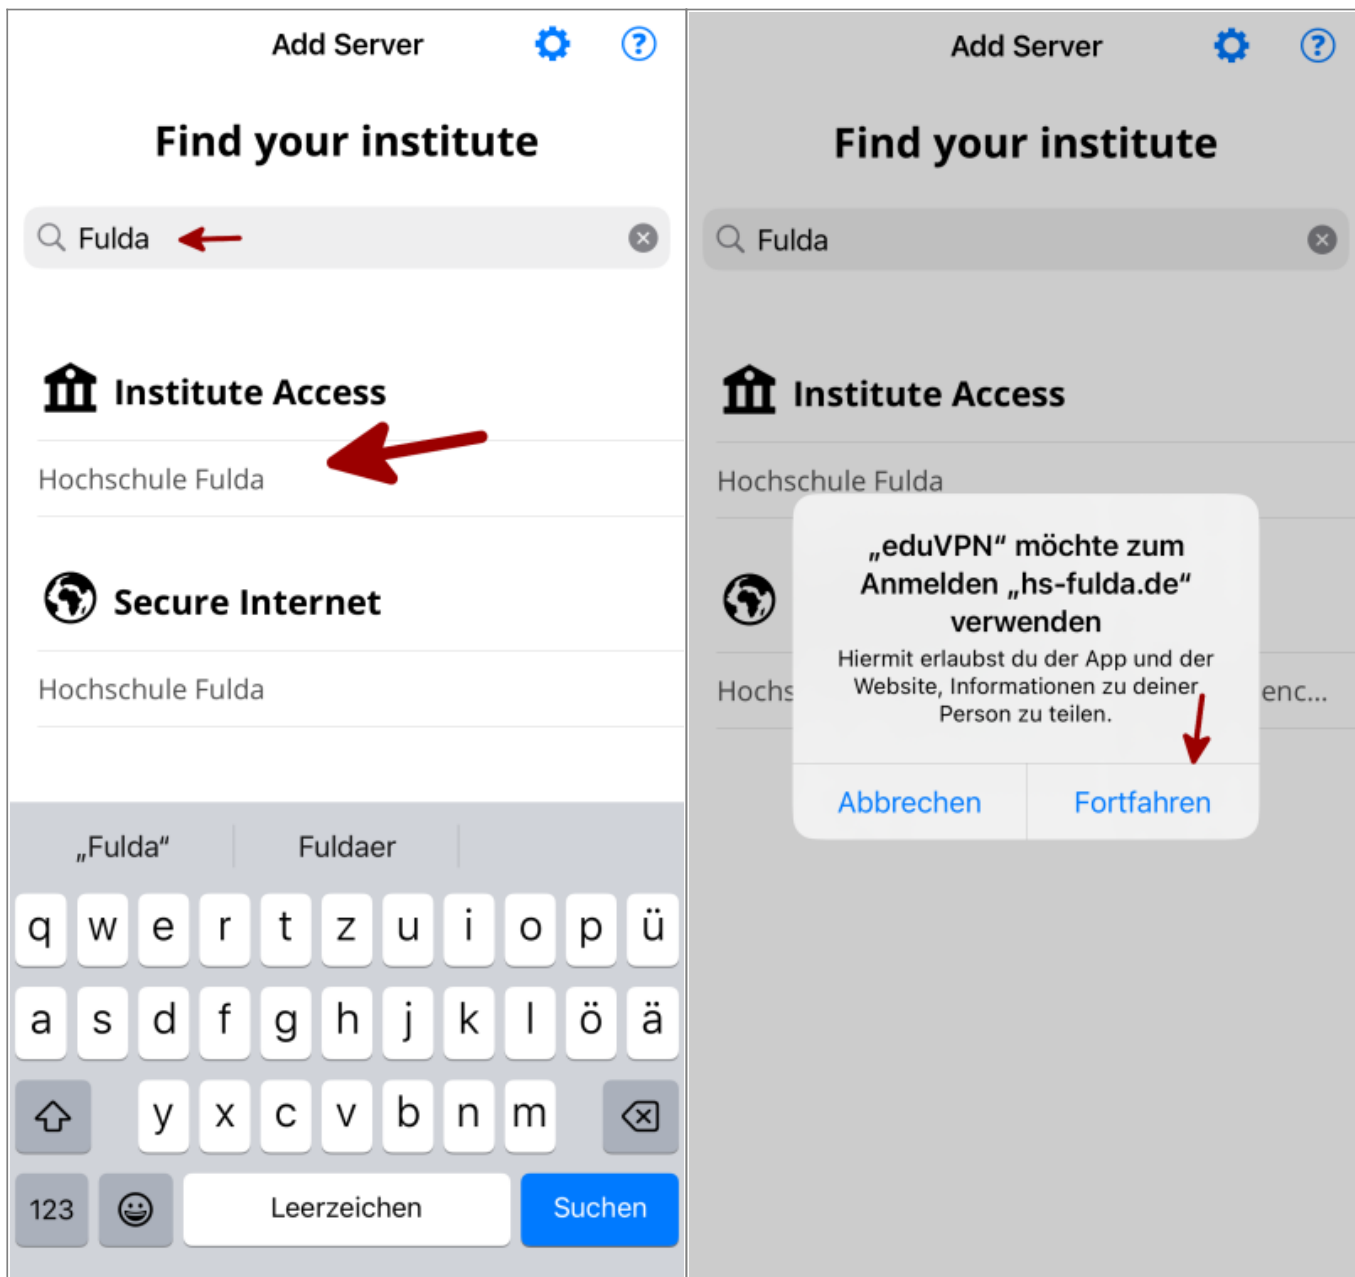 Add Server
Find your institute
Fulda
Institute Access
Hochschule Fulda
Secure Internet
Hochschule Fulda
„Fulda“ Fuldaer
q w e r t z u i o p ü
a s d f g h j k l ö ä
y x c v b n m
123 Leerzeichen Suchen
Add Server
Find your institute
Fulda
Institute Access
Hochschule Fulda
„eduVPN“ möchte zum
Anmelden „hs-fulda.de“
verwenden
Hiermit erlaubst du der App und der
Website, Informationen zu deiner
Person zu teilen.
Hochs enc...
Abbrechen Fortfahren